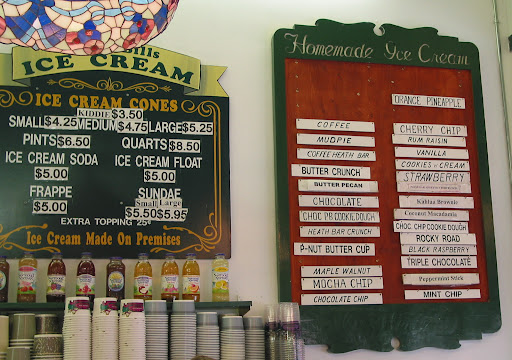 ills
ICE CREAM
ICE CREAM CONES
KIDDIE $3.50
SMALL $4.25 MEDIUM $4.75 LARGE $5.25
PINTS $6.50 QUARTS $8.50
ICE CREAM SODA ICE CREAM FLOAT
$5.00 $5.00
FRAPPE SUNDAE
$5.00 Small Large
$5.50 $5.95
EXTRA TOPPING 25¢
Ice Cream Made On Premises
Homemade Ice Cream
ORANGE PINEAPPLE
COFFEE
MUDPIE
COFFEE HEATH BAR
BUTTER CRUNCH
BUTTER PECAN
CHOCOLATE
CHOC PB COOKIE DOUGH
HEATH BAR CRUNCH
P-NUT BUTTER CUP
MAPLE WALNUT
MOCHA CHIP
CHOCOLATE CHIP
CHERRY CHIP
RUM RAISIN
VANILLA
COOKIES N CREAM
STRAWBERRY
Kahlua Brownie
Coconut Macadamia
CHOC. CHIP COOKIE DOUGH
ROCKY ROAD
BLACK RASPBERRY
TRIPLE CHOCOLATE
Peppermint Stick
MINT CHIP